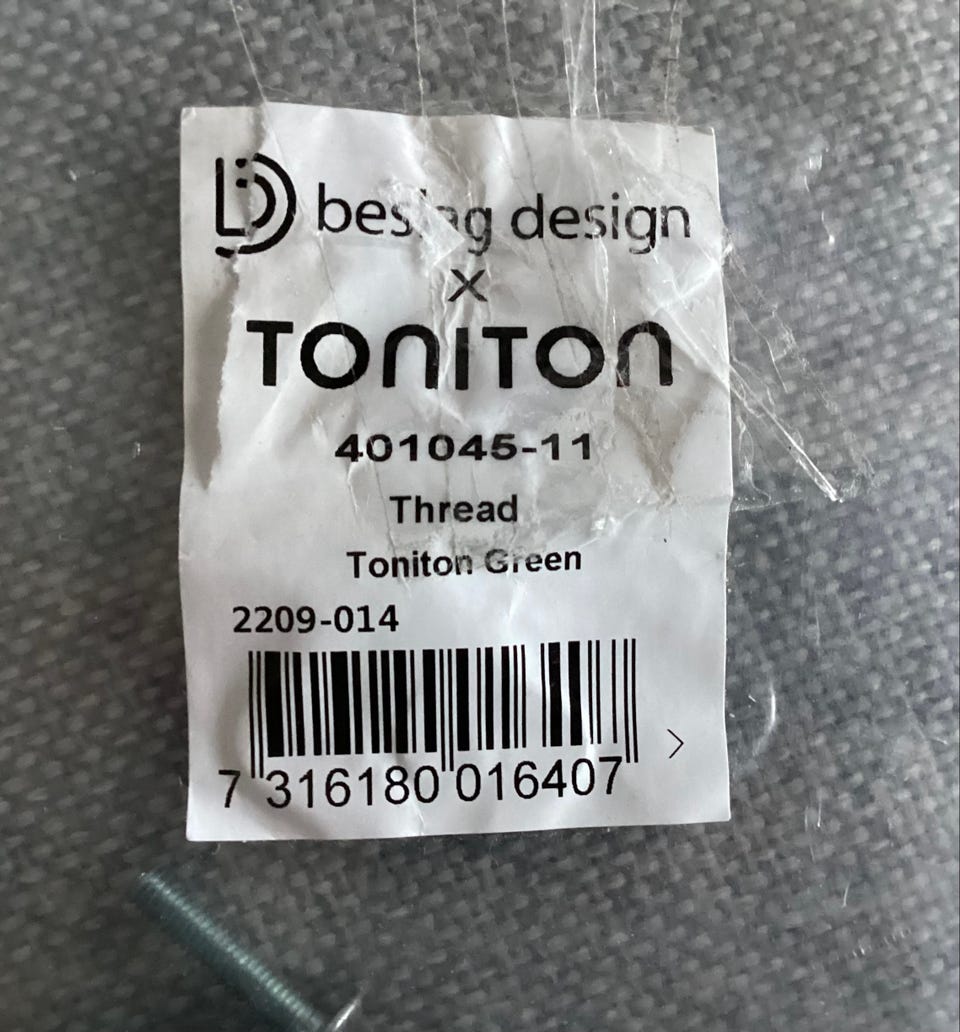 beslag design
x
TONITON
401045-11
Thread
Toniton Green
2209-014
7 316180 016407 >